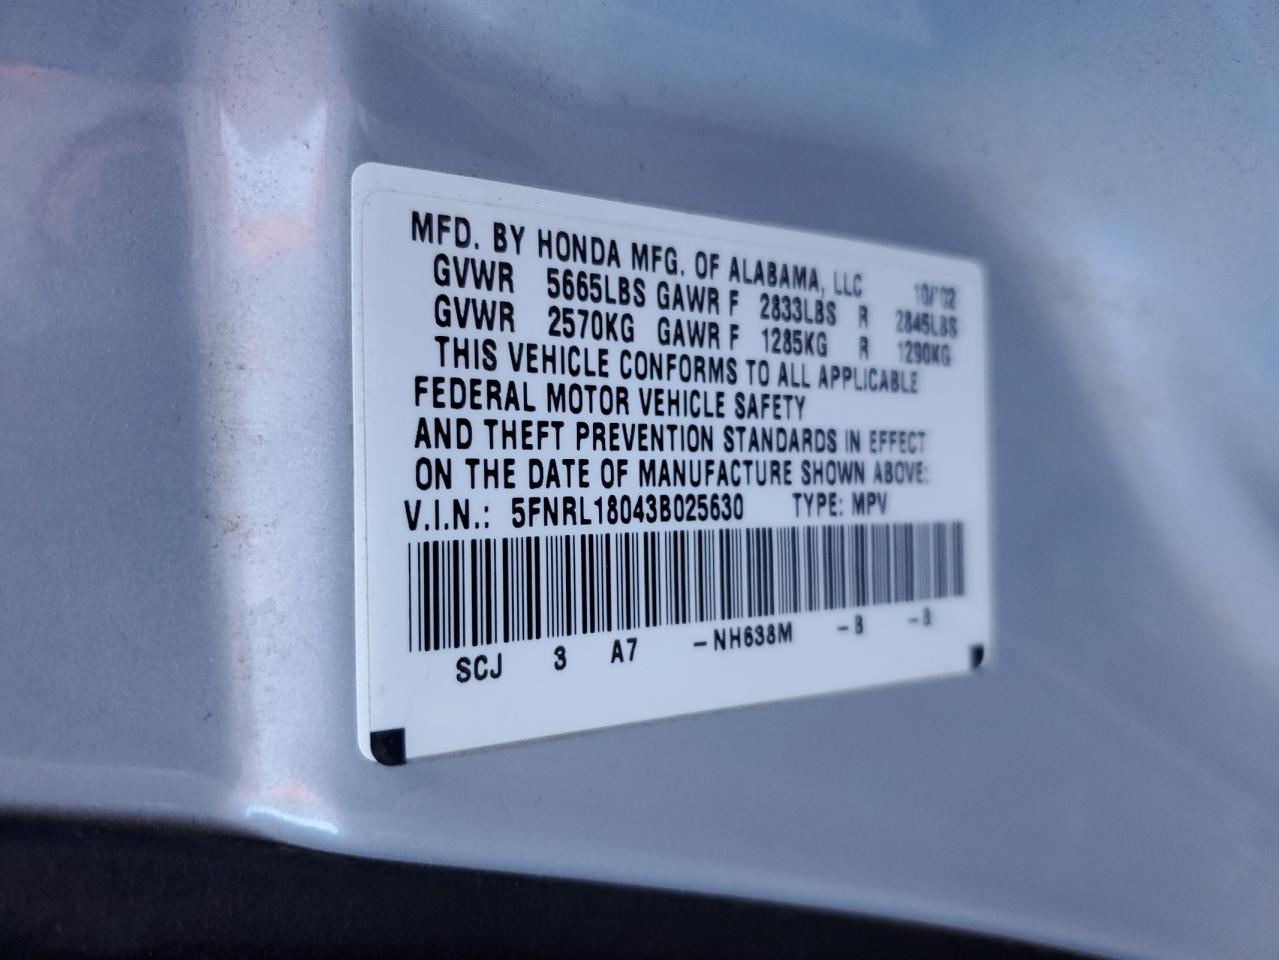 MFD. BY HONDA MFG. OF ALABAMA, LLC 10/'02
GVWR 5665LBS GAWR F 2833LBS R 2845LBS
GVWR 2570KG GAWR F 1285KG R 1290KG
THIS VEHICLE CONFORMS TO ALL APPLICABLE
FEDERAL MOTOR VEHICLE SAFETY
AND THEFT PREVENTION STANDARDS IN EFFECT
ON THE DATE OF MANUFACTURE SHOWN ABOVE:
V.I.N.: 5FNRL18043B025630 TYPE: MPV
SCJ 3 A7 -NH638M -B -B